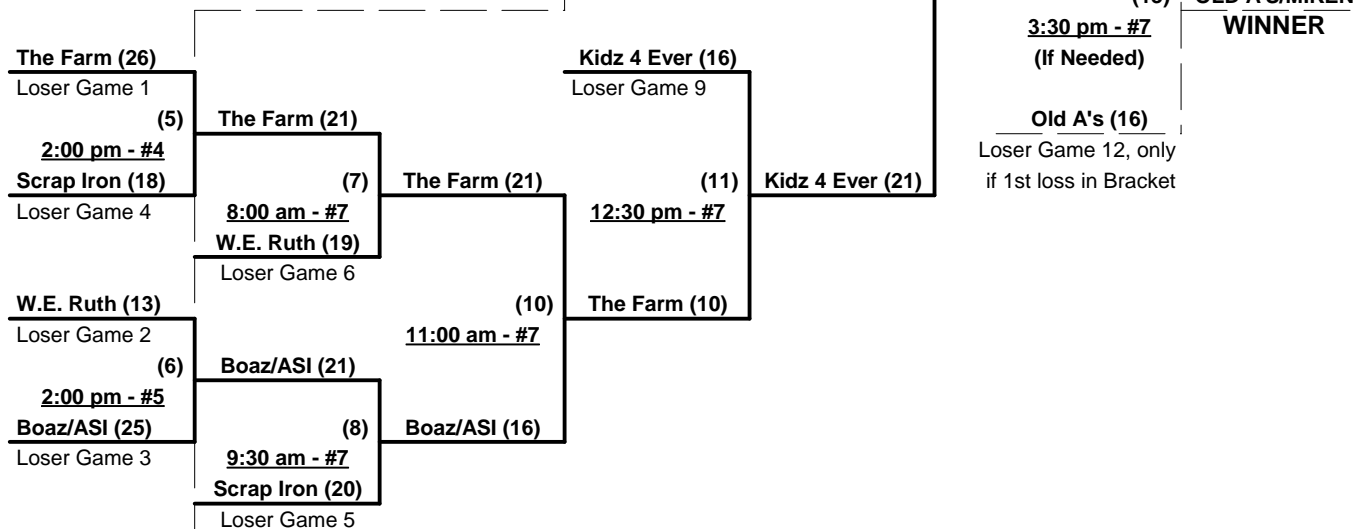 WINNER
3:30 pm - #7
(If Needed)
Old A's (16)
Loser Game 12, only
if 1st loss in Bracket
The Farm (26)
Loser Game 1
(5)
2:00 pm - #4
Scrap Iron (18)
Loser Game 4
The Farm (21)
(7)
8:00 am - #7
W.E. Ruth (19)
Loser Game 6
The Farm (21)
W.E. Ruth (13)
Loser Game 2
(6)
2:00 pm - #5
Boaz/ASI (25)
Loser Game 3
Boaz/ASI (21)
(8)
9:30 am - #7
Scrap Iron (20)
Loser Game 5
Boaz/ASI (16)
(10)
11:00 am - #7
Kidz 4 Ever (16)
Loser Game 9
(11)
12:30 pm - #7
The Farm (10)
Kidz 4 Ever (21)